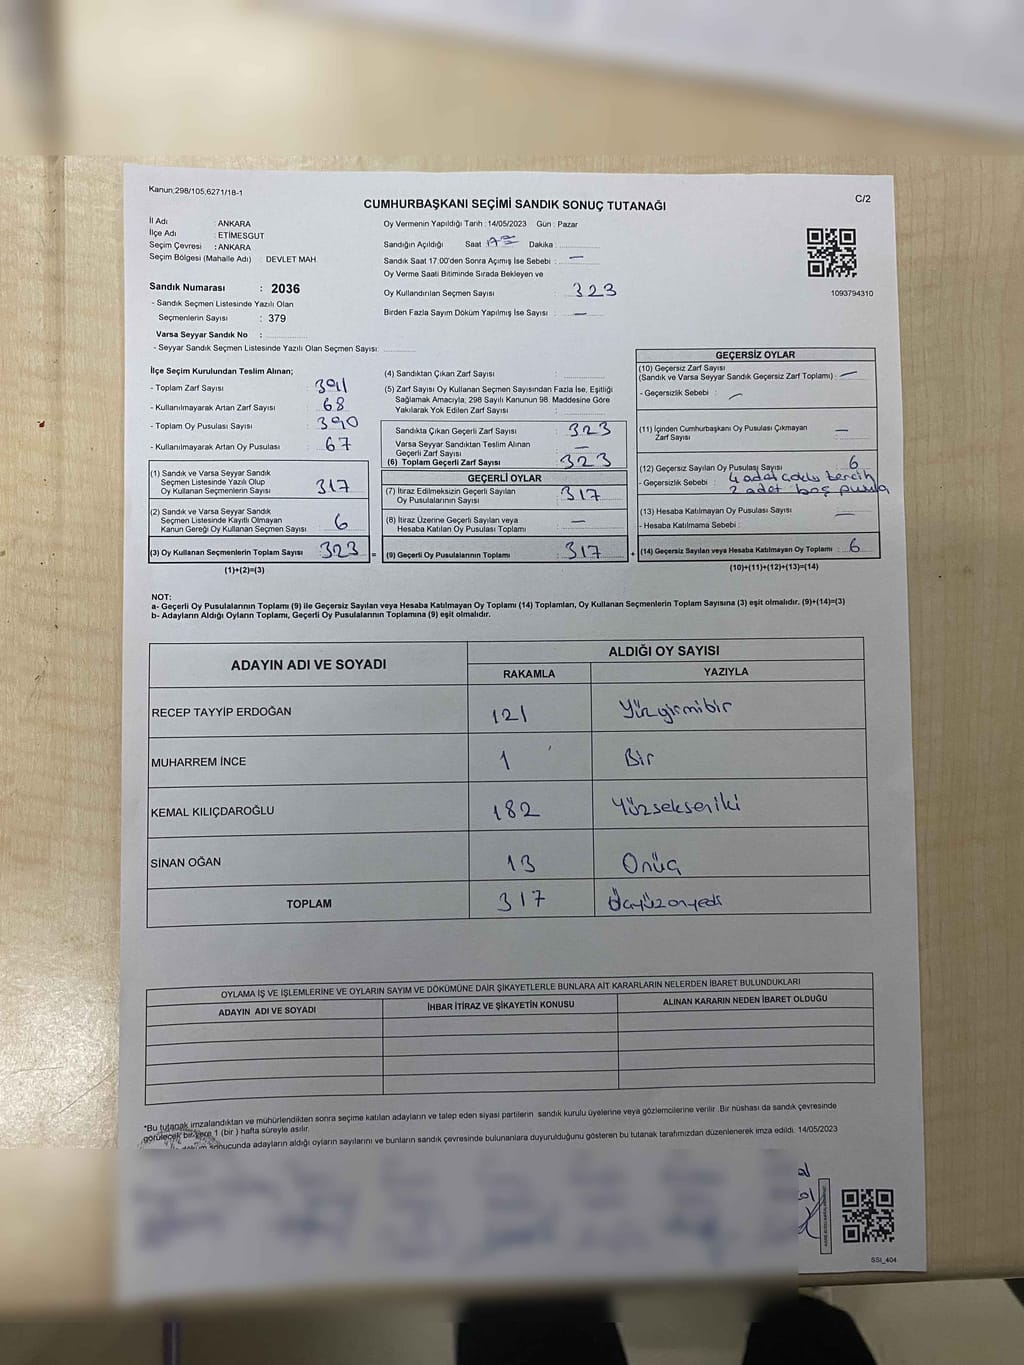 Kanun;298/105,6271/18-1
C/2
CUMHURBAŞKANI SEÇİMİ SANDIK SONUÇ TUTANAĞI
İl Adı : ANKARA
İlçe Adı : ETİMESGUT
Seçim Çevresi : ANKARA
Seçim Bölgesi (Mahalle Adı) DEVLET MAH.
Sandık Numarası : 2036
- Sandık Seçmen Listesinde Yazılı Olan
Seçmenlerin Sayısı : 379
Varsa Seyyar Sandık No :
- Seyyar Sandık Seçmen Listesinde Yazılı Olan Seçmen Sayısı:
Oy Vermenin Yapıldığı Tarih : 14/05/2023 Gün : Pazar
Sandığın Açıldığı Saat Dakika :
Sandık Saat 17.00'den Sonra Açımış İse Sebebi : —
Oy Verme Saati Bitiminde Sırada Bekleyen ve
Oy Kullandırılan Seçmen Sayısı : 323
Birden Fazla Sayım Döküm Yapılmış İse Sayısı : —
1093794310
İlçe Seçim Kurulundan Teslim Alınan;
- Toplam Zarf Sayısı : 391
- Kullanılmayarak Artan Zarf Sayısı : 68
- Toplam Oy Pusulası Sayısı : 390
- Kullanılmayarak Artan Oy Pusulası : 67
(1) Sandık ve Varsa Seyyar Sandık
Seçmen Listesinde Yazılı Olup
Oy Kullanan Seçmenlerin Sayısı : 317
(2) Sandık ve Varsa Seyyar Sandık
Seçmen Listesinde Kayıtlı Olmayan
Kanun Gereği Oy Kullanan Seçmen Sayısı : 6
(3) Oy Kullanan Seçmenlerin Toplam Sayısı : 323 =
(1)+(2)=(3)
(4) Sandıktan Çıkan Zarf Sayısı :
(5) Zarf Sayısı Oy Kullanan Seçmen Sayısından Fazla İse, Eşitliği
Sağlamak Amacıyla; 298 Sayılı Kanunun 98. Maddesine Göre
Yakılarak Yok Edilen Zarf Sayısı :
Sandıkta Çıkan Geçerli Zarf Sayısı : 323
Varsa Seyyar Sandıktan Teslim Alınan
Geçerli Zarf Sayısı : —
(6) Toplam Geçerli Zarf Sayısı : 323
GEÇERLİ OYLAR
(7) İtiraz Edilmeksizin Geçerli Sayılan
Oy Pusulalarının Sayısı : 317
(8) İtiraz Üzerine Geçerli Sayılan veya
Hesaba Katılan Oy Pusulası Toplamı : —
(9) Geçerli Oy Pusulalarının Toplamı : 317 +
GEÇERSİZ OYLAR
(10) Geçersiz Zarf Sayısı
(Sandık ve Varsa Seyyar Sandık Geçersiz Zarf Toplamı) : —
- Geçersizlik Sebebi : —
(11) İçinden Cumhurbaşkanı Oy Pusulası Çıkmayan
Zarf Sayısı : —
(12) Geçersiz Sayılan Oy Pusulası Sayısı : 6
- Geçersizlik Sebebi : 4 adet çoklu tercih
2 adet boş pusula
(13) Hesaba Katılmayan Oy Pusulası Sayısı : —
- Hesaba Katılmama Sebebi :
(14) Geçersiz Sayılan veya Hesaba Katılmayan Oy Toplamı : 6
(10)+(11)+(12)+(13)=(14)
NOT:
a- Geçerli Oy Pusulalarının Toplamı (9) ile Geçersiz Sayılan veya Hesaba Katılmayan Oy Toplamı (14) Toplamları, Oy Kullanan Seçmenlerin Toplam Sayısına (3) eşit olmalıdır. (9)+(14)=(3)
b- Adayların Aldığı Oyların Toplamı, Geçerli Oy Pusulalarının Toplamına (9) eşit olmalıdır.
ADAYIN ADI VE SOYADI
ALDIĞI OY SAYISI
RAKAMLA YAZIYLA
RECEP TAYYİP ERDOĞAN 121 Yüzyirmibir
MUHARREM İNCE 1 Bir
KEMAL KILIÇDAROĞLU 182 Yüzsekseniki
SİNAN OĞAN 13 Onüç
TOPLAM 317 Üçyüzonyedi
OYLAMA İŞ VE İŞLEMLERİNE VE OYLARIN SAYIM VE DÖKÜMÜNE DAİR ŞİKAYETLERLE BUNLARA AİT KARARLARIN NELERDEN İBARET BULUNDUKLARI
ADAYIN ADI VE SOYADI İHBAR İTİRAZ VE ŞİKAYETİN KONUSU ALINAN KARARIN NEDEN İBARET OLDUĞU
*Bu tutanak imzalandıktan ve mühürlendikten sonra seçime katılan adayların ve talep eden siyasi partilerin sandık kurulu üyelerine veya gözlemcilerine verilir .Bir nüshası da sandık çevresinde
görülecek bir yere 1 (bir ) hafta süreyle asılır.
sonucunda adayların aldığı oyların sayılarını ve bunların sandık çevresinde bulunanlara duyurulduğunu gösteren bu tutanak tarafımızdan düzenlenerek imza edildi. 14/05/2023
SSI_404